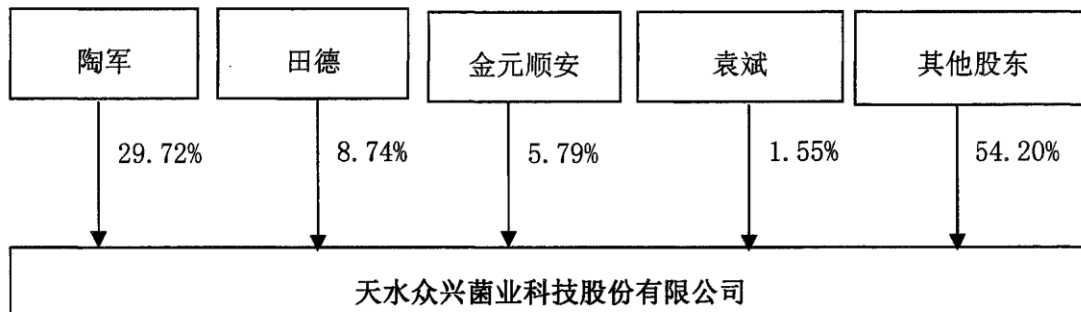 陶军 田德 金元顺安 袁斌 其他股东
29.72% 8.74% 5.79% 1.55% 54.20%
天水众兴菌业科技股份有限公司